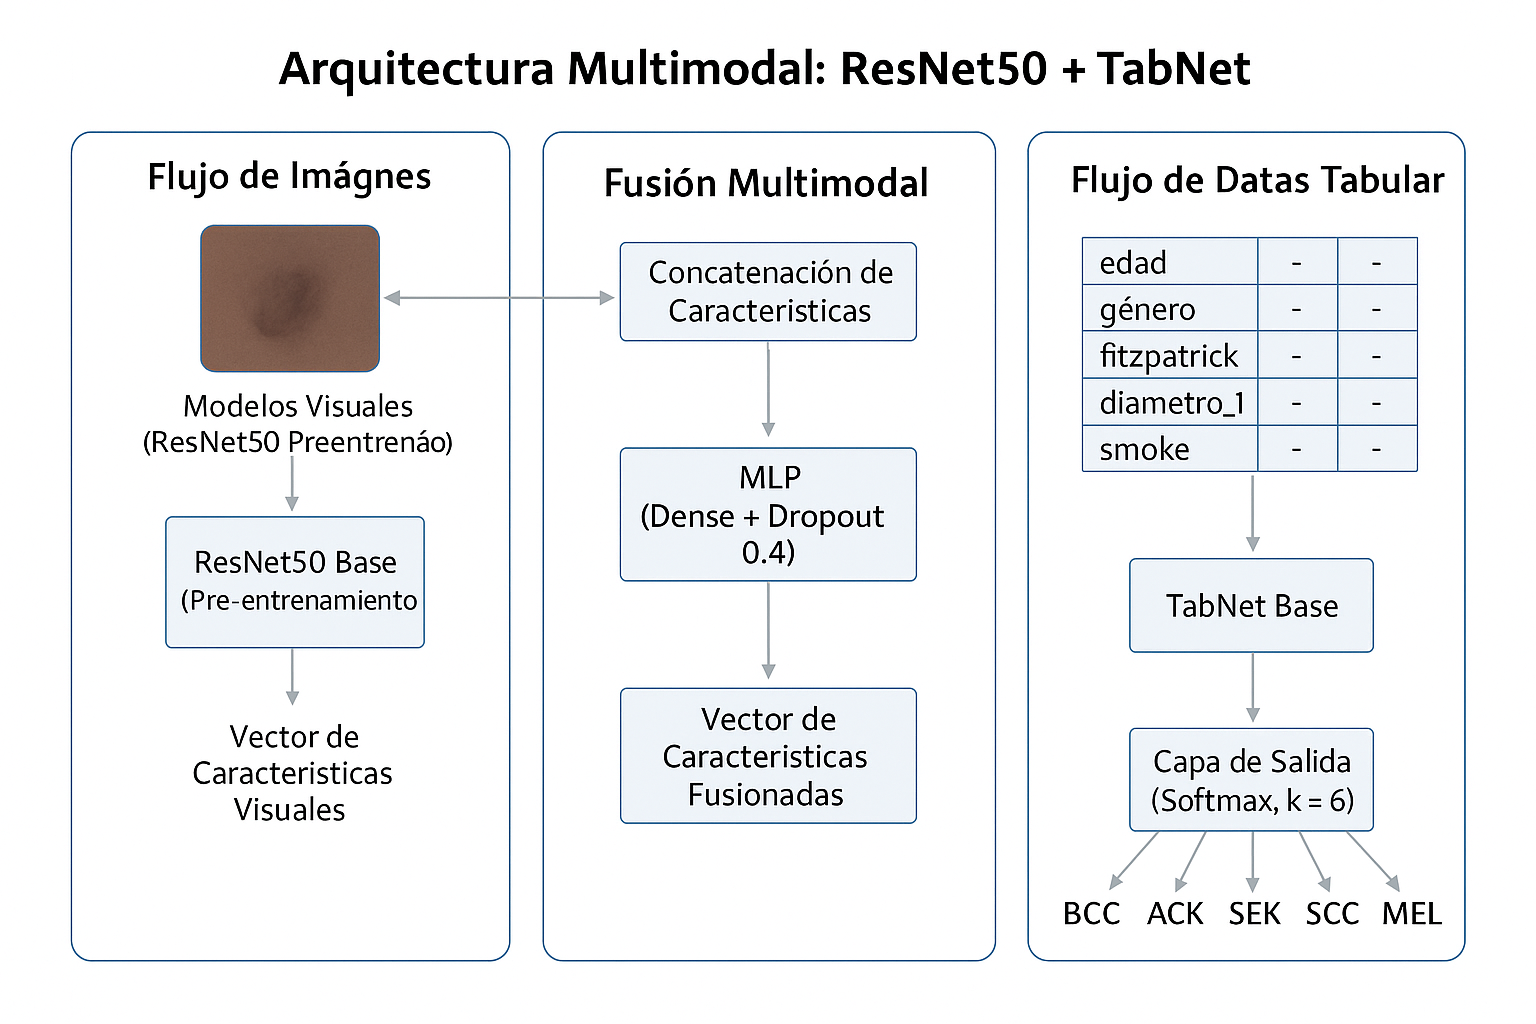 Arquitectura Multimodal: ResNet50 + TabNet
Flujo de Imágnes
Modelos Visuales
(ResNet50 Preentrenáo)
ResNet50 Base
(Pre-entrenamiento
Vector de
Caracteristicas
Visuales
Fusión Multimodal
Concatenación de
Caracteristicas
MLP
(Dense + Dropout
0.4)
Vector de
Caracteristicas
Fusionadas
Flujo de Datas Tabular
edad - -
género - -
fitzpatrick - -
diametro_1 - -
smoke - -
TabNet Base
Capa de Salida
(Softmax, k = 6)
BCC ACK SEK SCC MEL